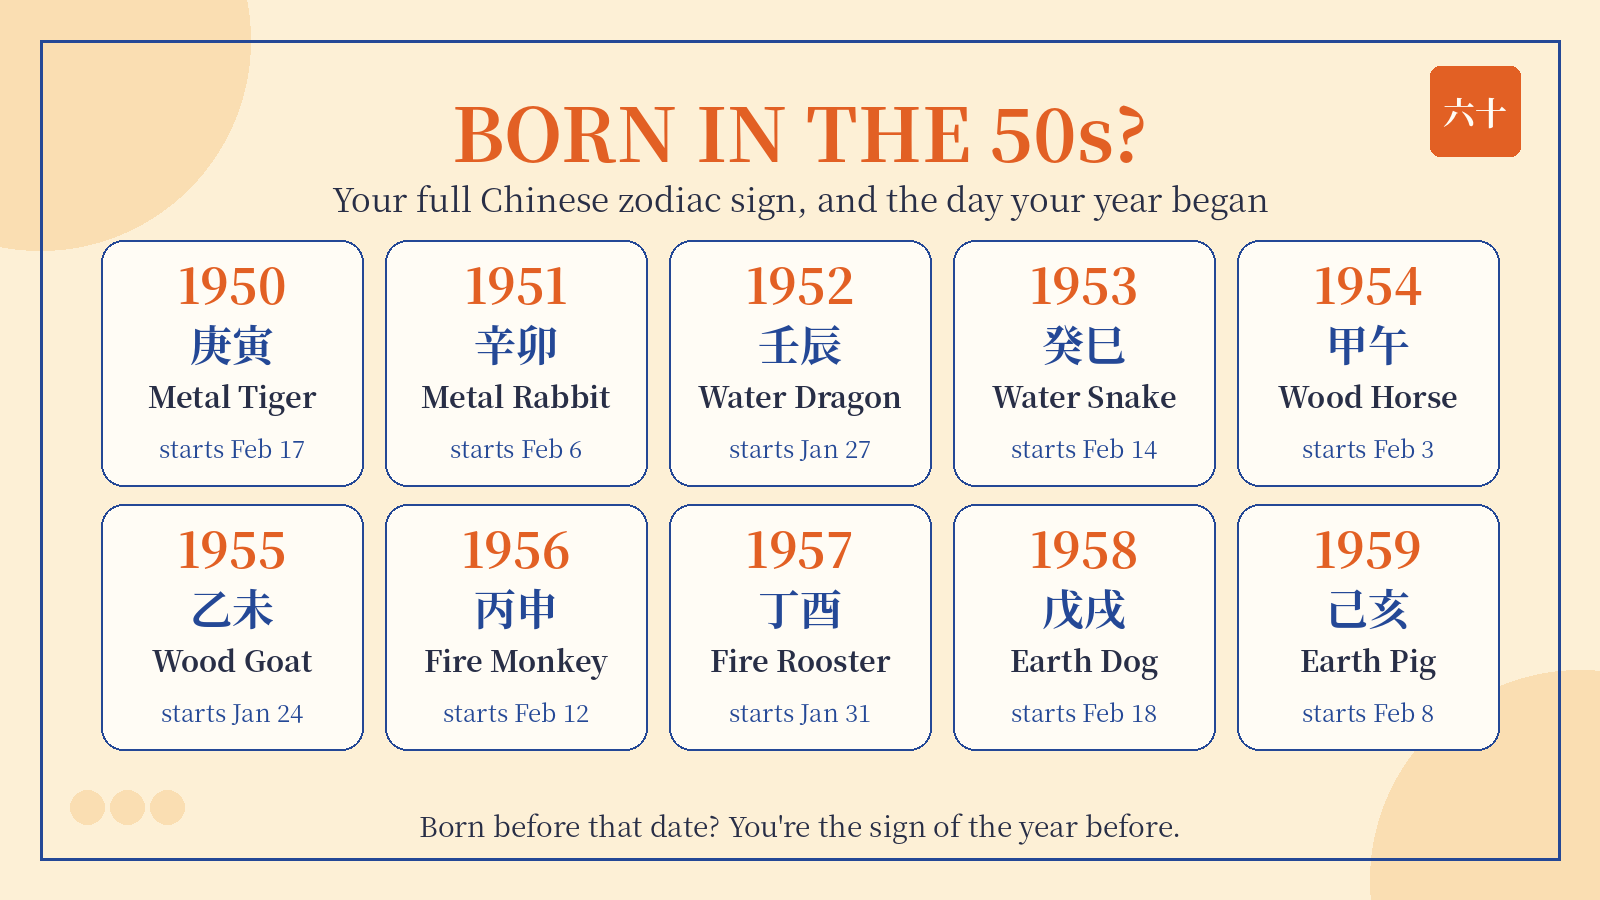 BORN IN THE 50s?
六十
Your full Chinese zodiac sign, and the day your year began
1950
庚寅
Metal Tiger
starts Feb 17
1951
辛卯
Metal Rabbit
starts Feb 6
1952
壬辰
Water Dragon
starts Jan 27
1953
癸巳
Water Snake
starts Feb 14
1954
甲午
Wood Horse
starts Feb 3
1955
乙未
Wood Goat
starts Jan 24
1956
丙申
Fire Monkey
starts Feb 12
1957
丁酉
Fire Rooster
starts Jan 31
1958
戊戌
Earth Dog
starts Feb 18
1959
己亥
Earth Pig
starts Feb 8
Born before that date? You're the sign of the year before.